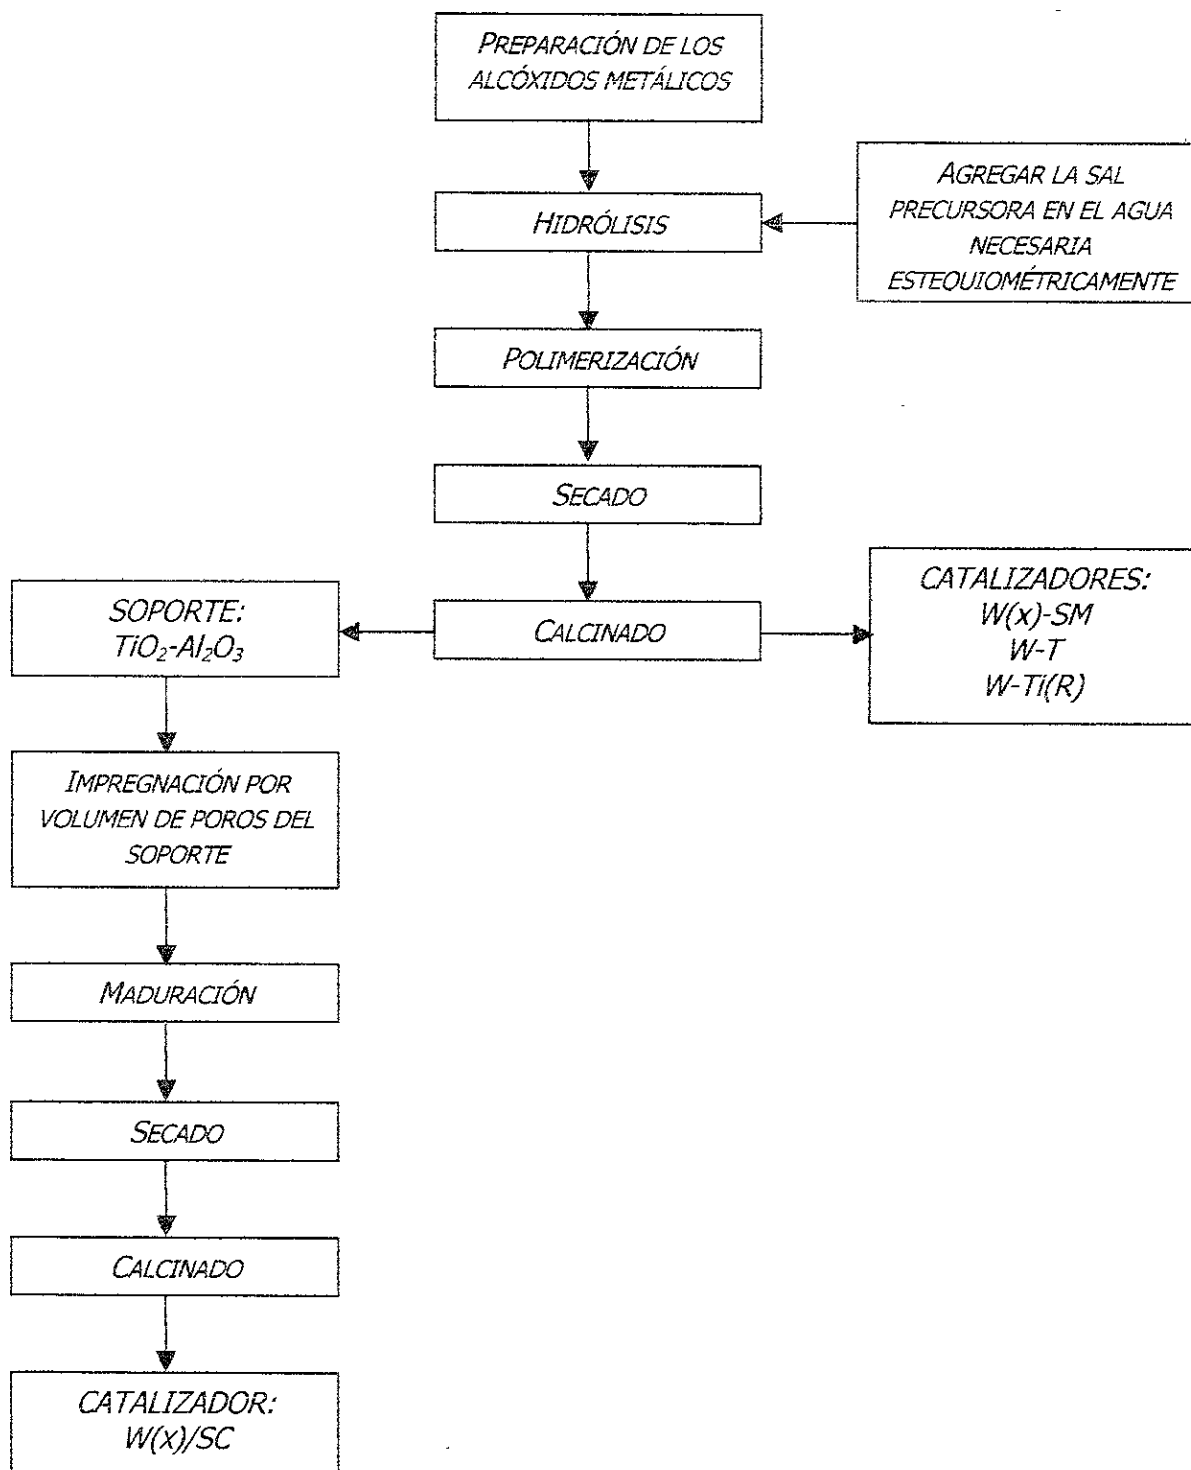 PREPARACIÓN DE LOS
ALCÓXIDOS METÁLICOS
HIDRÓLISIS
AGREGAR LA SAL
PRECURSORA EN EL AGUA
NECESARIA
ESTEQUIOMÉTRICAMENTE
POLIMERIZACIÓN
SECADO
CALCINADO
CATALIZADORES:
W(x)-SM
W-T
W-Ti(R)
SOPORTE:
TiO₂-Al₂O₃
IMPREGNACIÓN POR
VOLUMEN DE POROS DEL
SOPORTE
MADURACIÓN
SECADO
CALCINADO
CATALIZADOR:
W(x)/SC